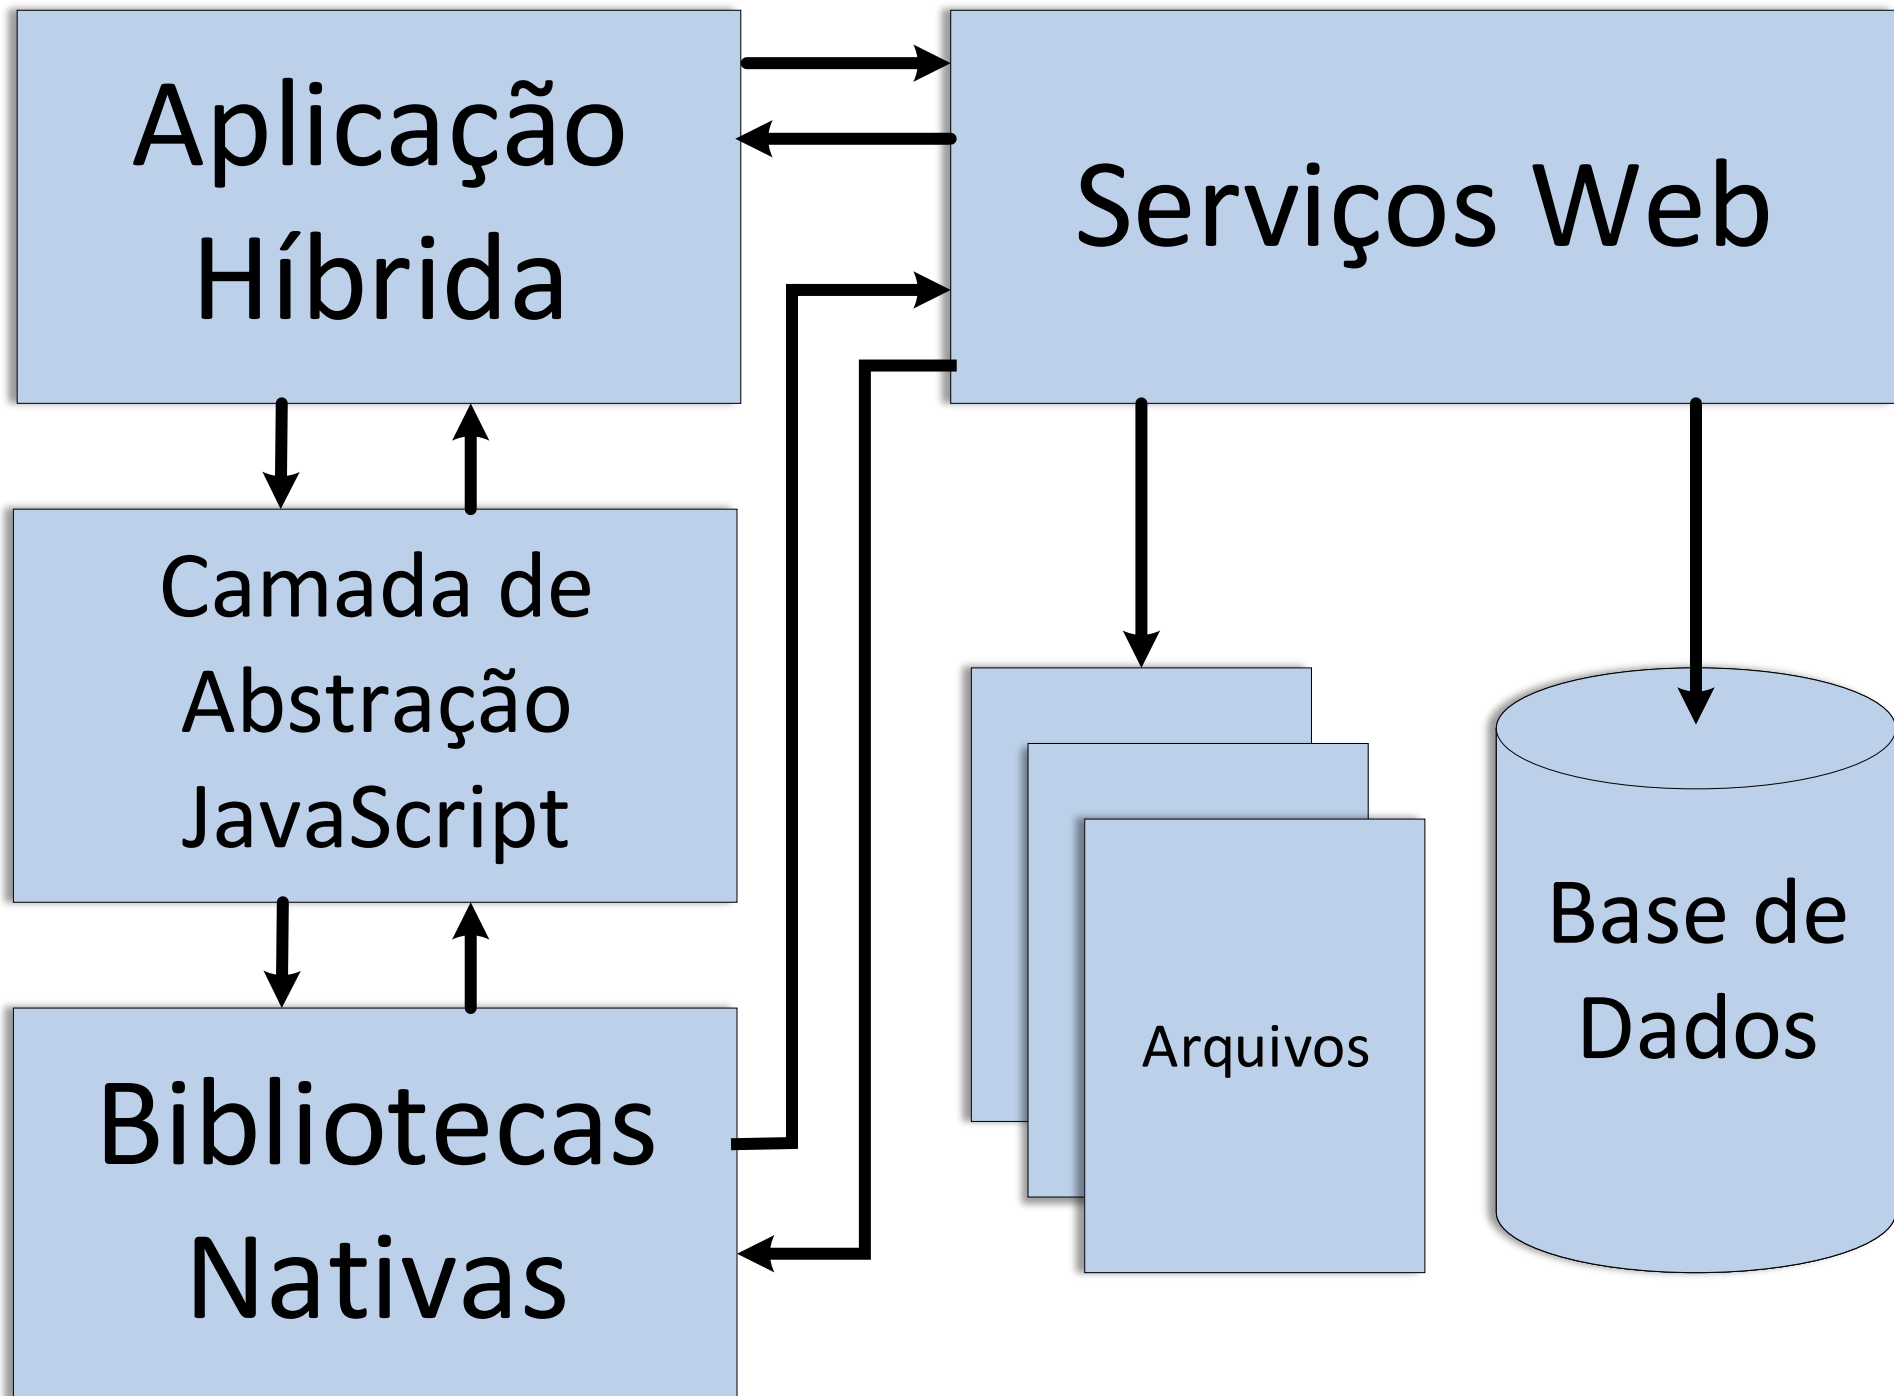 Aplicação
Híbrida
Serviços Web
Camada de
Abstração
JavaScript
Bibliotecas
Nativas
Arquivos
Base de
Dados